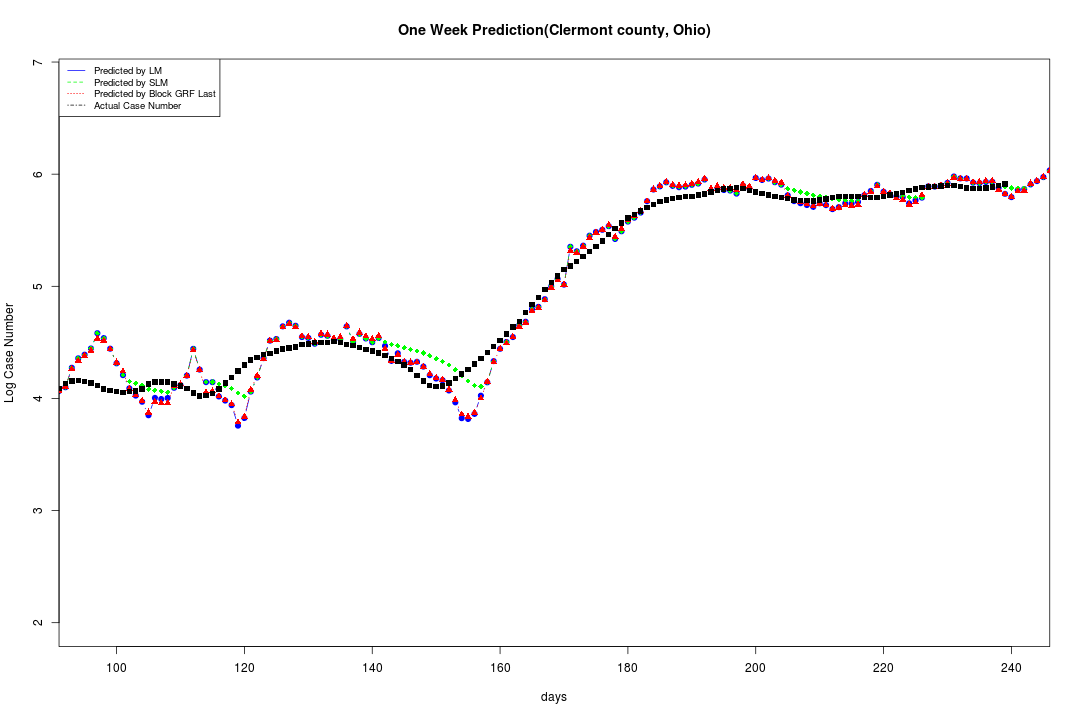 One Week Prediction(Clermont county, Ohio)
Predicted by LM
Predicted by SLM
Predicted by Block GRF Last
Actual Case Number
7
6
5
4
3
2
Log Case Number
100 120 140 160 180 200 220 240
days